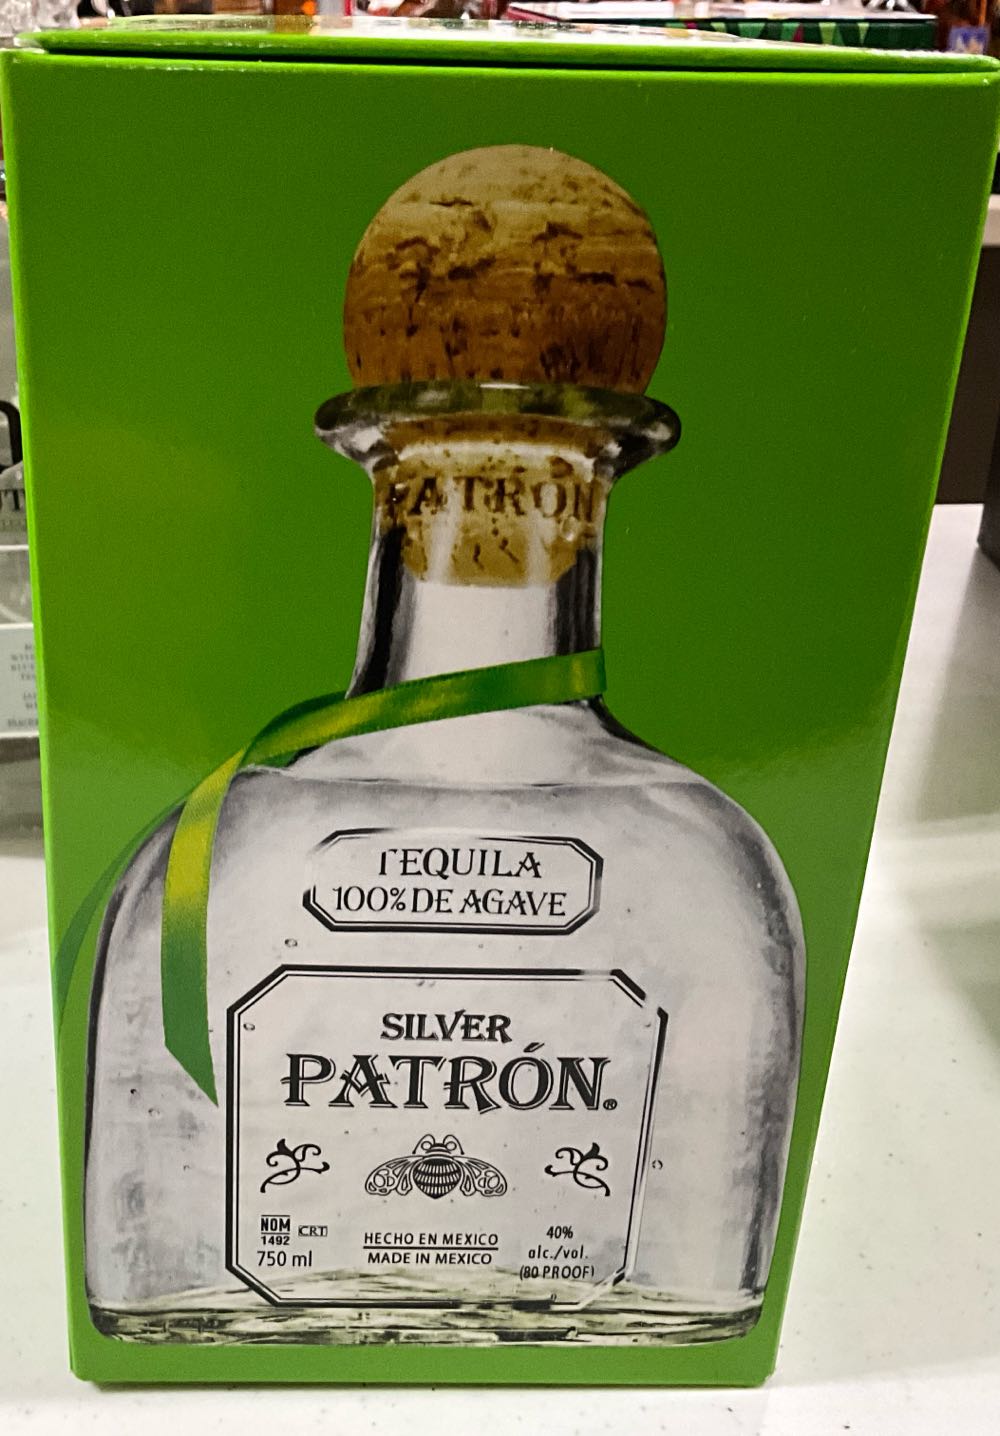 PATRÓN
TEQUILA
100% DE AGAVE
SILVER
PATRÓN®
NOM
1492
CRT
750 ml
HECHO EN MEXICO
MADE IN MEXICO
40%
alc./vol.
(80 PROOF)